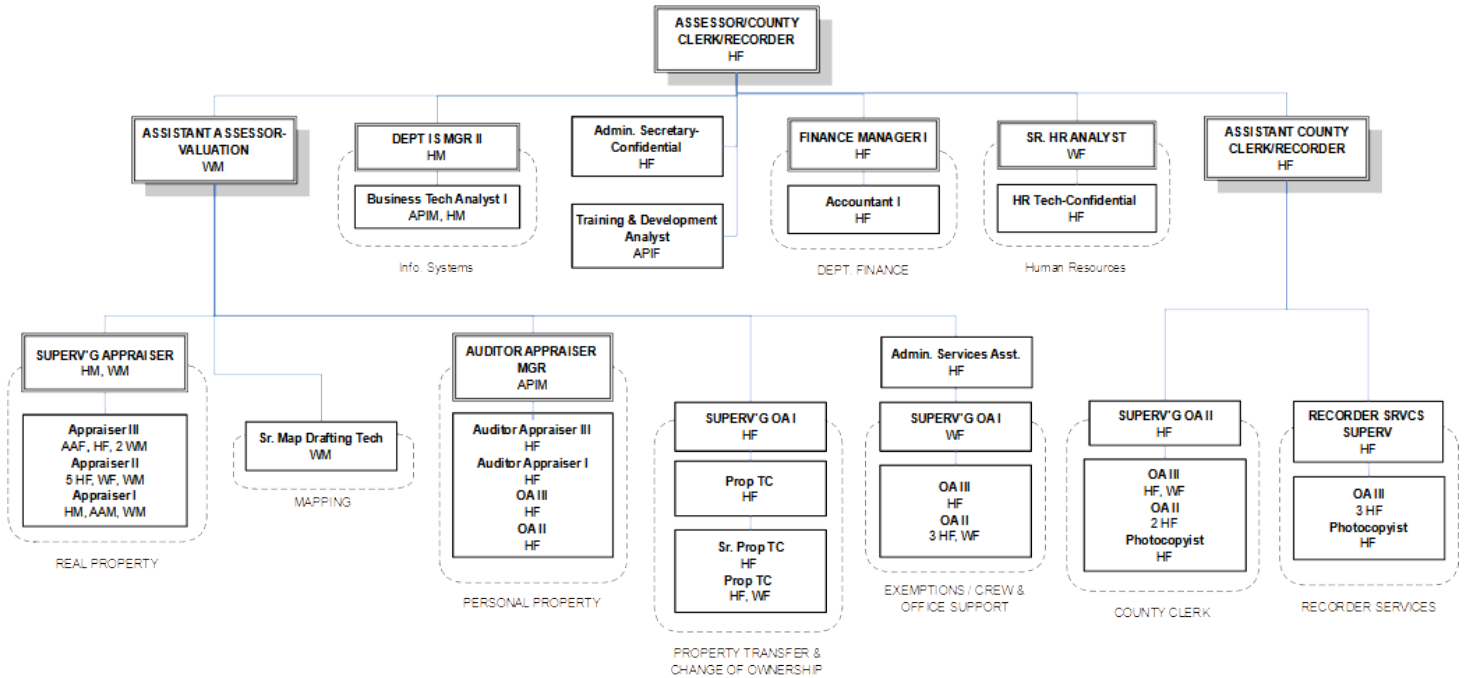 ASSESSOR/COUNTY
CLERK/RECORDER
HF
ASSISTANT ASSESSOR-
VALUATION
WM
DEPT IS MGR II
HM
Business Tech Analyst I
APIM, HM
Info. Systems
Admin. Secretary-
Confidential
HF
Training & Development
Analyst
APIF
FINANCE MANAGER I
HF
Accountant I
HF
DEPT. FINANCE
SR. HR ANALYST
WF
HR Tech-Confidential
HF
Human Resources
ASSISTANT COUNTY
CLERK/RECORDER
HF
SUPERV'G APPRAISER
HM, WM
Appraiser III
AAF, HF, 2 WM
Appraiser II
5 HF, WF, WM
Appraiser I
HM, AAM, WM
REAL PROPERTY
Sr. Map Drafting Tech
WM
MAPPING
AUDITOR APPRAISER
MGR
APIM
Auditor Appraiser III
HF
Auditor Appraiser I
HF
OA III
HF
OA II
HF
PERSONAL PROPERTY
SUPERV'G OA I
HF
Prop TC
HF
Sr. Prop TC
HF
Prop TC
HF, WF
PROPERTY TRANSFER &
CHANGE OF OWNERSHIP
Admin. Services Asst.
HF
SUPERV'G OA I
WF
OA III
HF
OA II
3 HF, WF
EXEMPTIONS / CREW &
OFFICE SUPPORT
SUPERV'G OA II
HF
OA III
HF, WF
OA II
2 HF
Photocopyist
HF
COUNTY CLERK
RECORDER SRVCS
SUPERV
HF
OA III
3 HF
Photocopyist
HF
RECORDER SERVICES